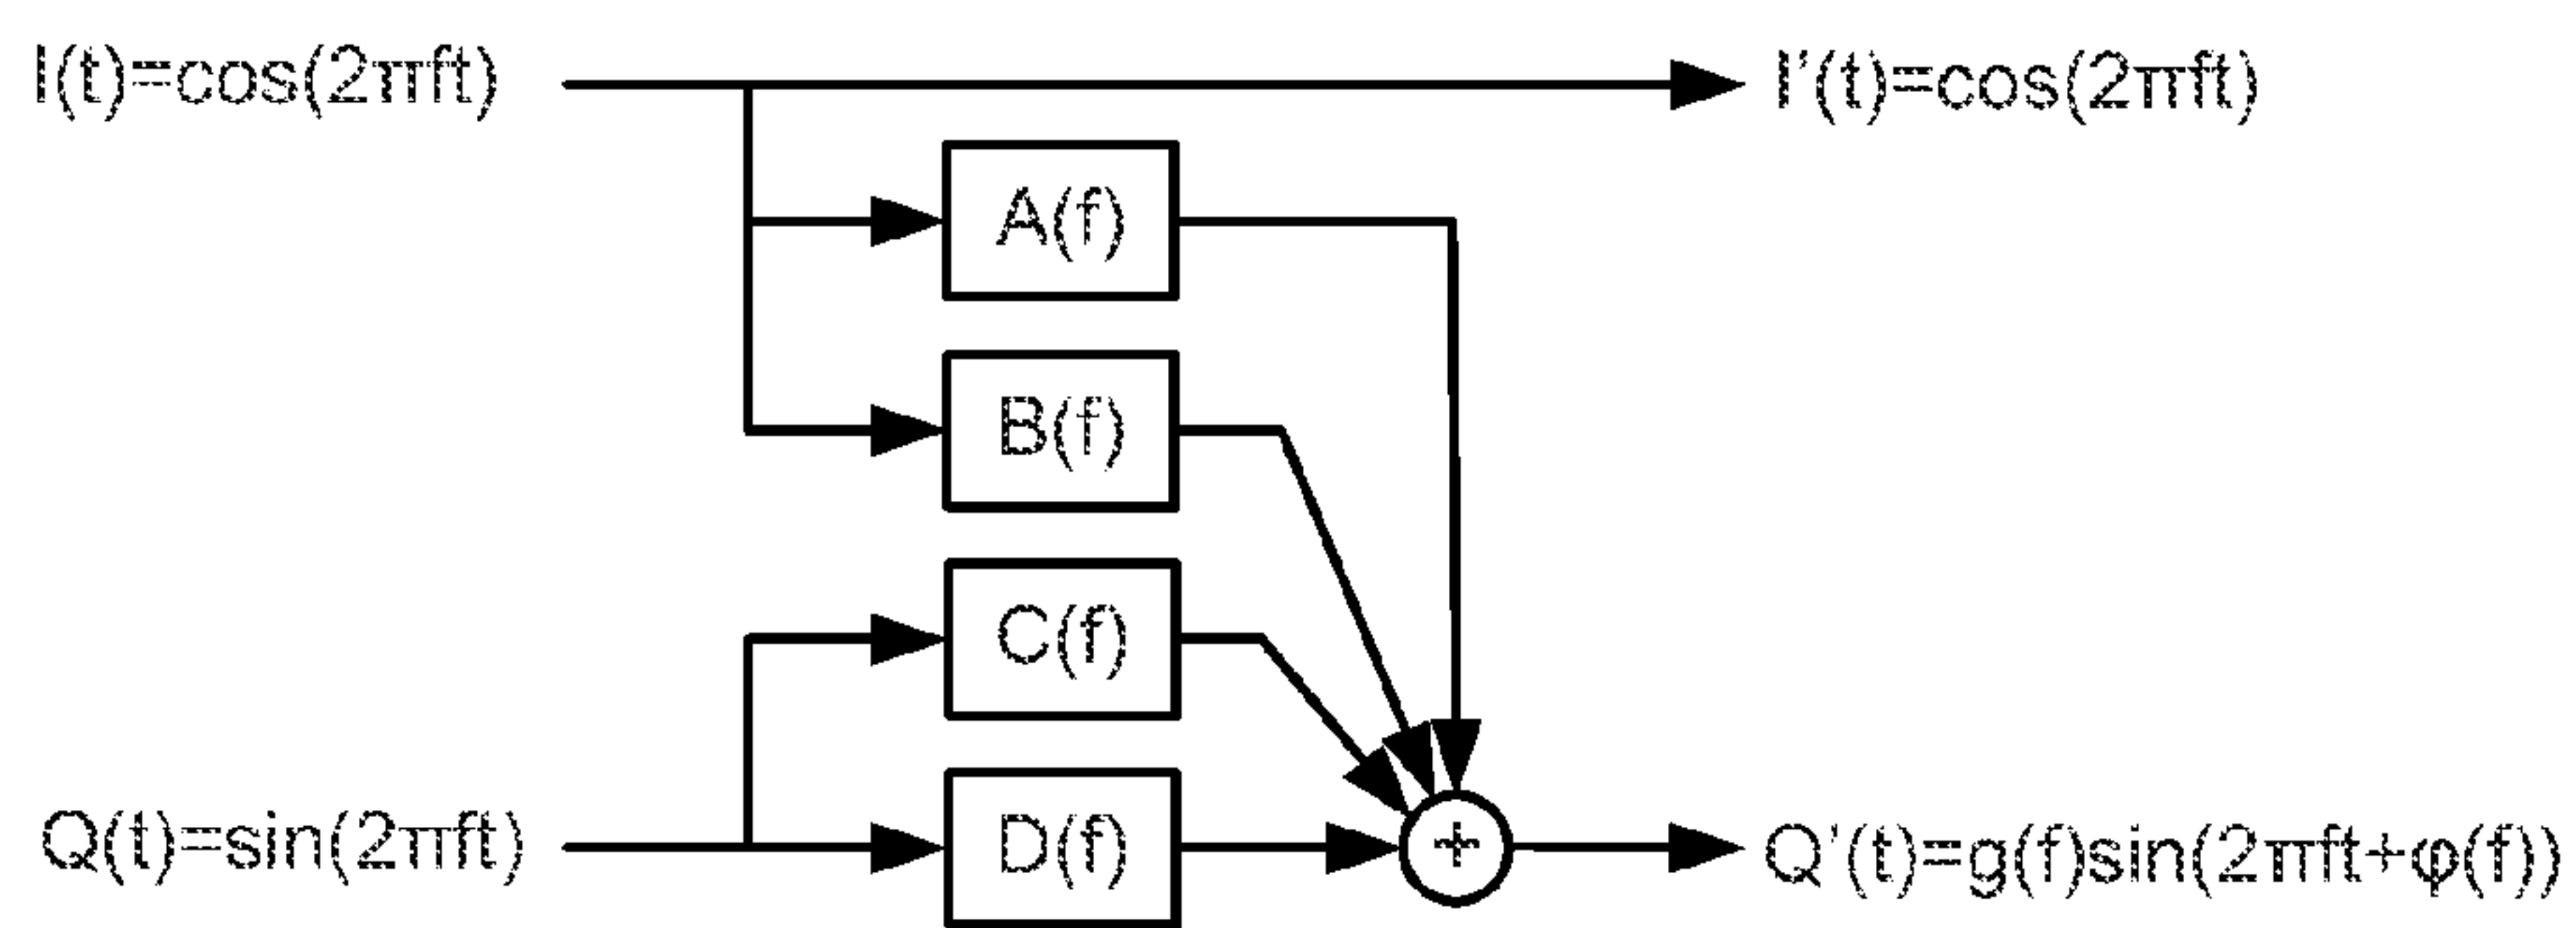 I(t)=cos(2πft)
I'(t)=cos(2πft)
A(f)
B(f)
C(f)
D(f)
+
Q(t)=sin(2πft)
Q'(t)=g(f)sin(2πft+φ(f))